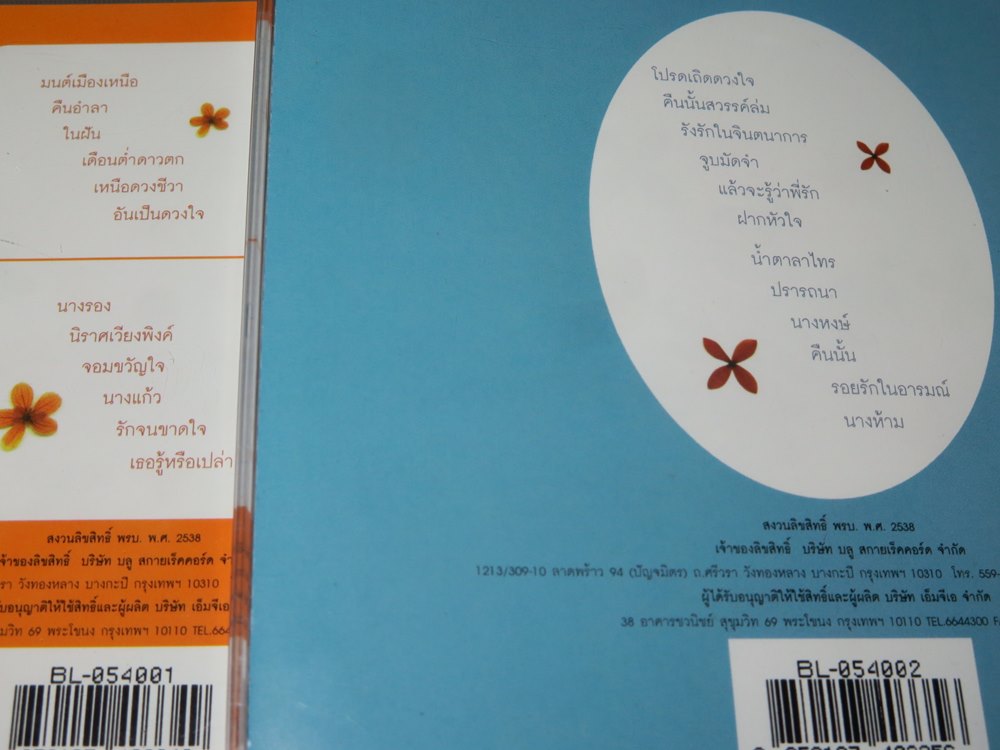 มนต์เมืองเหนือ
คืนอำลา
ในฝัน
เดือนต่ำดาวตก
เหนือดวงชีวา
อันเป็นดวงใจ
นางรอง
นิราศเวียงพิงค์
จอมขวัญใจ
นางแก้ว
รักจนขาดใจ
เธอรู้หรือเปล่า
สงวนลิขสิทธิ์ พรบ. พ.ศ. 2538
เจ้าของลิขสิทธิ์ บริษัท บลู สกายเร็คคอร์ด จำ
รา วังทองหลาง บางกะปิ กรุงเทพฯ 10310
บอนุญาติให้ใช้สิทธิ์และผู้ผลิต บริษัท เอ็มจีเอ
มวิท 69 พระโขนง กรุงเทพฯ 10110 TEL.664
BL-054001
โปรดเถิดดวงใจ
คืนนั้นสวรรค์ล่ม
รังรักในจินตนาการ
จูบมัดจำ
แล้วจะรู้ว่าพี่รัก
ฝากหัวใจ
น้ำตาลาไทร
ปรารถนา
นางหงษ์
คืนนั้น
รอยรักในอารมณ์
นางห้าม
สงวนลิขสิทธิ์ พรบ. พ.ศ. 2538
เจ้าของลิขสิทธิ์ บริษัท บลู สกายเร็คคอร์ด จำกัด
1213/309-10 ลาดพร้าว 94 (ปัญจมิตร) ถ.ศรีวรา วังทองหลาง บางกะปิ กรุงเทพฯ 10310 โทร. 559-
ผู้ได้รับอนุญาติให้ใช้สิทธิ์และผู้ผลิต บริษัท เอ็มจีเอ จำกัด
38 อาคารชวนิชย์ สุขุมวิท 69 พระโขนง กรุงเทพฯ 10110 TEL.6644300
BL-054002